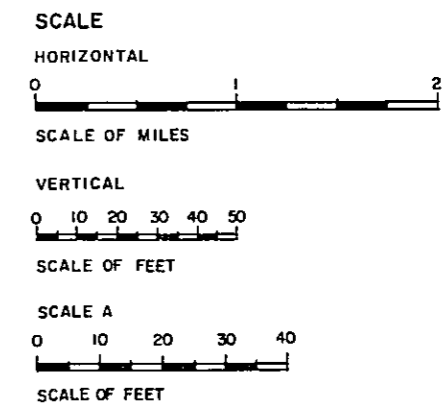 SCALE
HORIZONTAL
0 1 2
SCALE OF MILES
VERTICAL
0 10 20 30 40 50
SCALE OF FEET
SCALE A
0 10 20 30 40
SCALE OF FEET